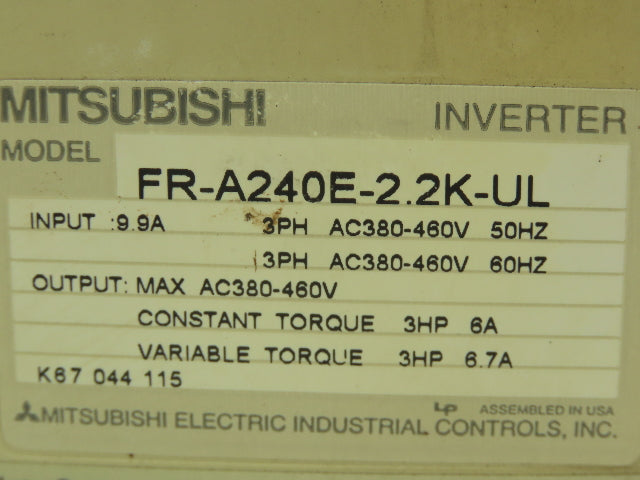 MITSUBISHI INVERTER
MODEL
FR-A240E-2.2K-UL
INPUT :9.9A 3PH AC380-460V 50HZ
3PH AC380-460V 60HZ
OUTPUT: MAX AC380-460V
CONSTANT TORQUE 3HP 6A
VARIABLE TORQUE 3HP 6.7A
K67 044 115
LP ASSEMBLED IN USA
MITSUBISHI ELECTRIC INDUSTRIAL CONTROLS, INC.